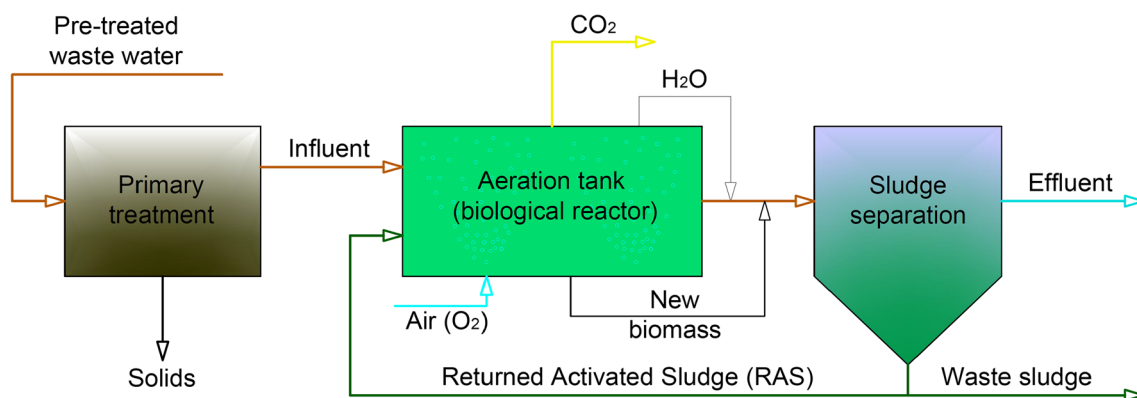 Pre-treated
waste water
Primary
treatment
Solids
Influent
CO₂
H₂O
Aeration tank
(biological reactor)
Air (O₂)
New
biomass
Sludge
separation
Effluent
Returned Activated Sludge (RAS)
Waste sludge